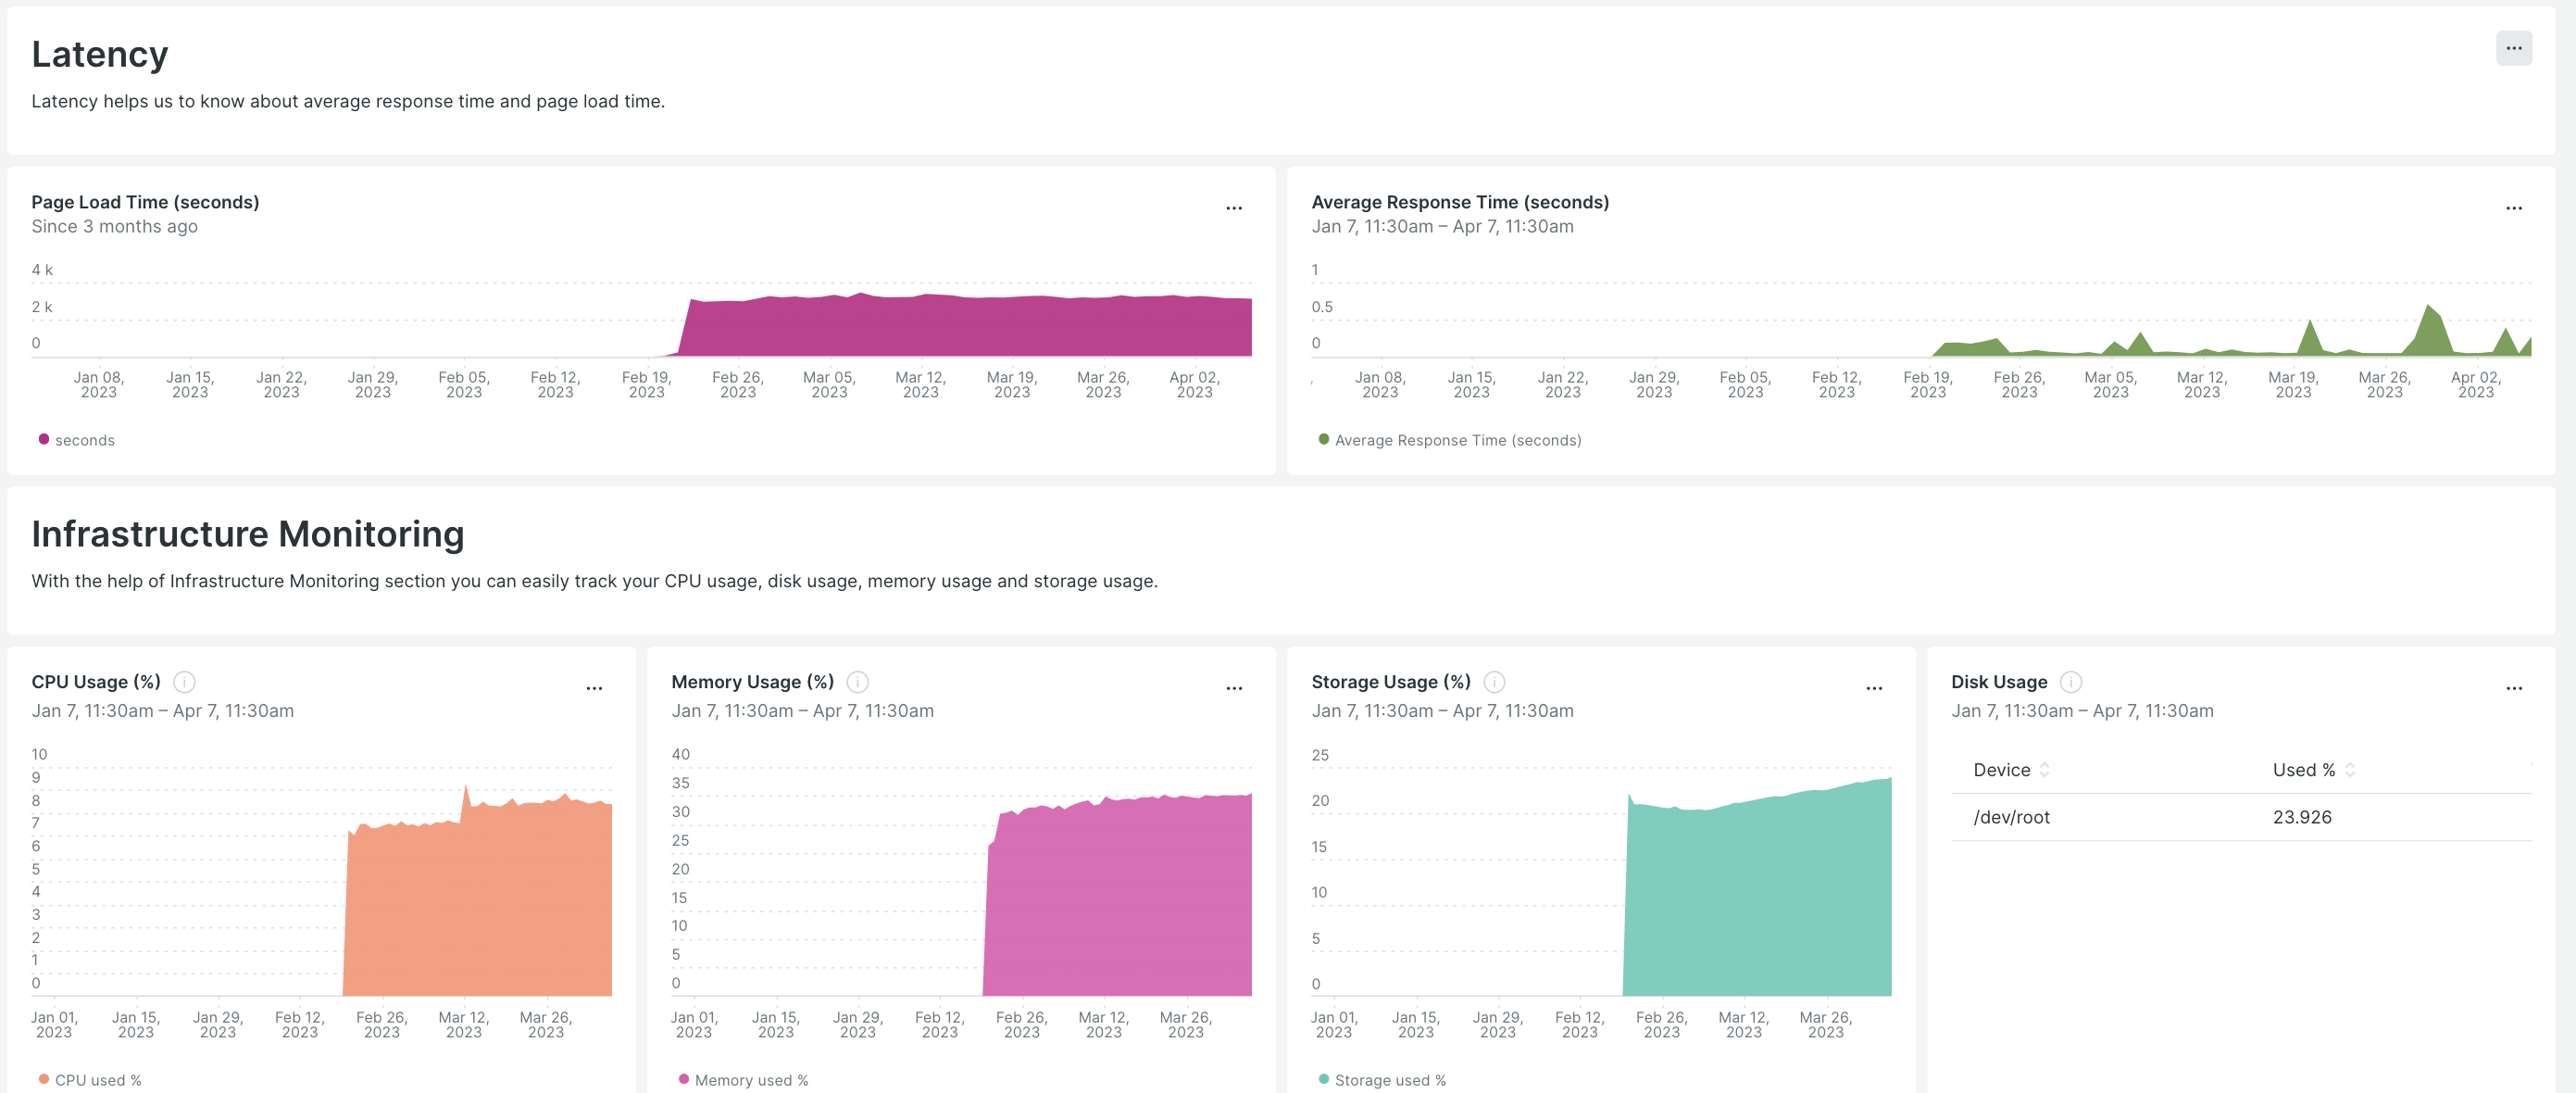 Latency
...
Latency helps us to know about average response time and page load time.
Page Load Time (seconds)
...
Since 3 months ago
4 k
2 k
0
Jan 08, Jan 15, Jan 22, Jan 29, Feb 05, Feb 12, Feb 19, Feb 26, Mar 05, Mar 12, Mar 19, Mar 26, Apr 02,
2023 2023 2023 2023 2023 2023 2023 2023 2023 2023 2023 2023 2023
seconds
Average Response Time (seconds)
...
Jan 7, 11:30am – Apr 7, 11:30am
1
0.5
0
, Jan 08, Jan 15, Jan 22, Jan 29, Feb 05, Feb 12, Feb 19, Feb 26, Mar 05, Mar 12, Mar 19, Mar 26, Apr 02,
2023 2023 2023 2023 2023 2023 2023 2023 2023 2023 2023 2023 2023
Average Response Time (seconds)
Infrastructure Monitoring
With the help of Infrastructure Monitoring section you can easily track your CPU usage, disk usage, memory usage and storage usage.
CPU Usage (%) i
...
Jan 7, 11:30am – Apr 7, 11:30am
10
9
8
7
6
5
4
3
2
1
0
Jan 01, Jan 15, Jan 29, Feb 12, Feb 26, Mar 12, Mar 26,
2023 2023 2023 2023 2023 2023 2023
CPU used %
Memory Usage (%) i
...
Jan 7, 11:30am – Apr 7, 11:30am
40
35
30
25
20
15
10
5
0
Jan 01, Jan 15, Jan 29, Feb 12, Feb 26, Mar 12, Mar 26,
2023 2023 2023 2023 2023 2023 2023
Memory used %
Storage Usage (%) i
...
Jan 7, 11:30am – Apr 7, 11:30am
25
20
15
10
5
0
Jan 01, Jan 15, Jan 29, Feb 12, Feb 26, Mar 12, Mar 26,
2023 2023 2023 2023 2023 2023 2023
Storage used %
Disk Usage i
...
Jan 7, 11:30am – Apr 7, 11:30am
Device Used %
/dev/root 23.926